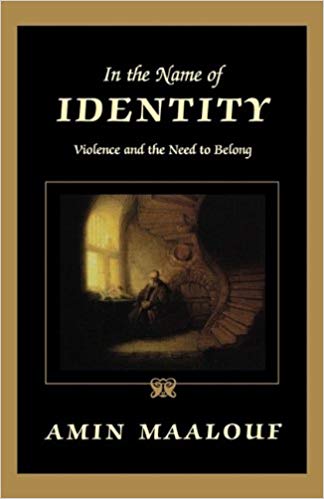 In the Name of
IDENTITY
Violence and the Need to Belong
AMIN MAALOUF